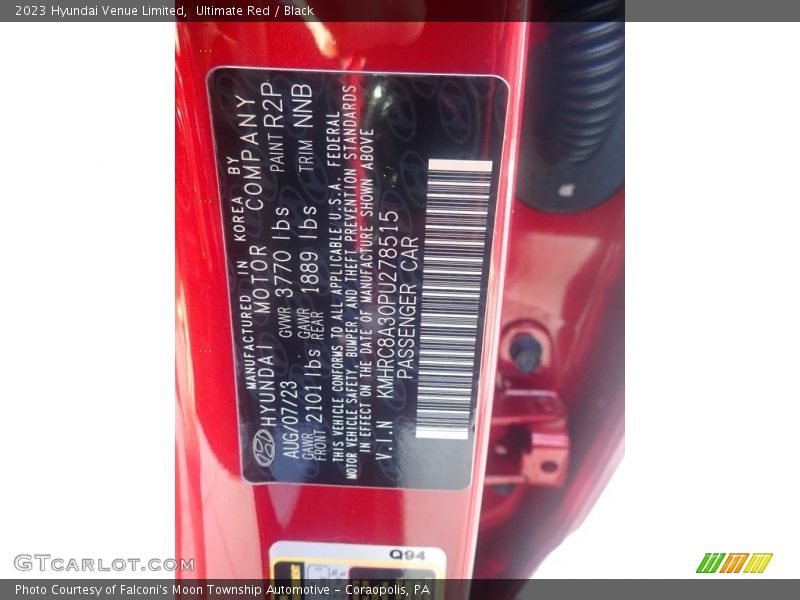 2023 Hyundai Venue Limited,  Ultimate Red / Black
MANUFACTURED IN KOREA BY
HYUNDAI MOTOR COMPANY
AUG/07/23 GVWR 3770 lbs PAINT R2P
GAWR FRONT 2101 lbs GAWR REAR 1889 lbs TRIM NNB
THIS VEHICLE CONFORMS TO ALL APPLICABLE U.S.A. FEDERAL
MOTOR VEHICLE SAFETY, BUMPER, AND THEFT PREVENTION STANDARDS
IN EFFECT ON THE DATE OF MANUFACTURE SHOWN ABOVE
V.I.N KMHRC8A30PU278515
PASSENGER CAR
Q94
GTCARLOT.COM
Photo Courtesy of Falconi's Moon Township Automotive - Coraopolis, PA